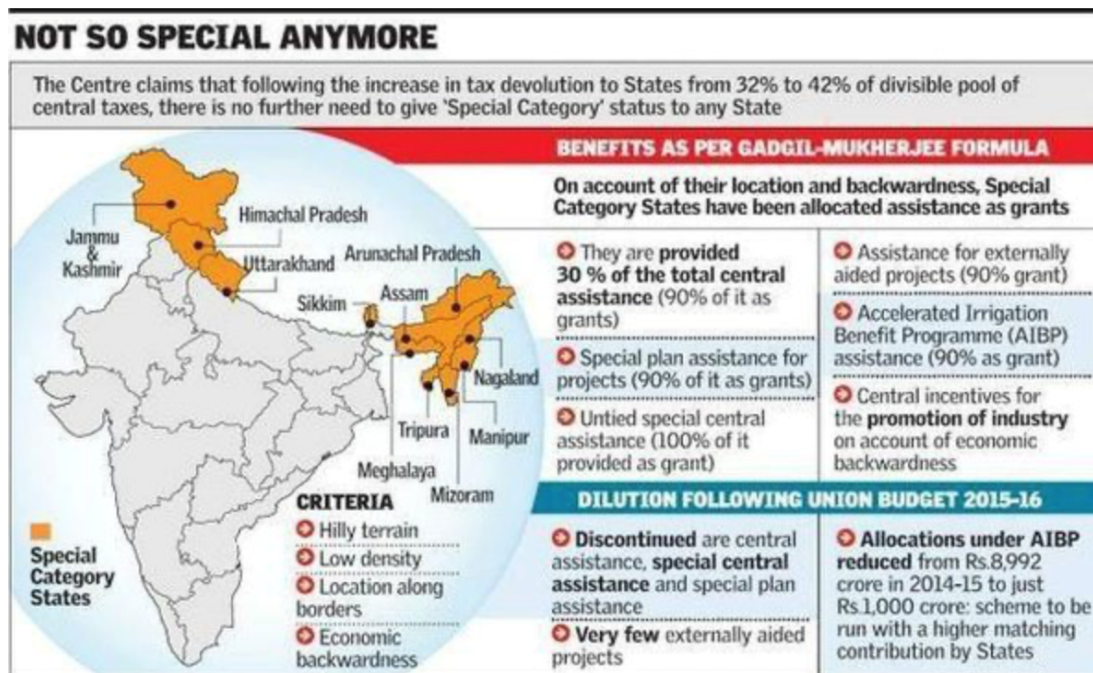 NOT SO SPECIAL ANYMORE
The Centre claims that following the increase in tax devolution to States from 32% to 42% of divisible pool of
central taxes, there is no further need to give 'Special Category' status to any State
Jammu
&
Kashmir
Himachal Pradesh
Uttarakhand
Arunachal Pradesh
Sikkim
Assam
Nagaland
Tripura
Manipur
Meghalaya
Mizoram
Special
Category
States
CRITERIA
Hilly terrain
Low density
Location along
borders
Economic
backwardness
BENEFITS AS PER GADGIL-MUKHERJEE FORMULA
On account of their location and backwardness, Special
Category States have been allocated assistance as grants
They are provided
30 % of the total central
assistance (90% of it as
grants)
Special plan assistance for
projects (90% of it as grants)
Untied special central
assistance (100% of it
provided as grant)
Assistance for externally
aided projects (90% grant)
Accelerated Irrigation
Benefit Programme (AIBP)
assistance (90% as grant)
Central incentives for
the promotion of industry
on account of economic
backwardness
DILUTION FOLLOWING UNION BUDGET 2015-16
Discontinued are central
assistance, special central
assistance and special plan
assistance
Very few externally aided
projects
Allocations under AIBP
reduced from Rs.8,992
crore in 2014-15 to just
Rs.1,000 crore: scheme to be
run with a higher matching
contribution by States